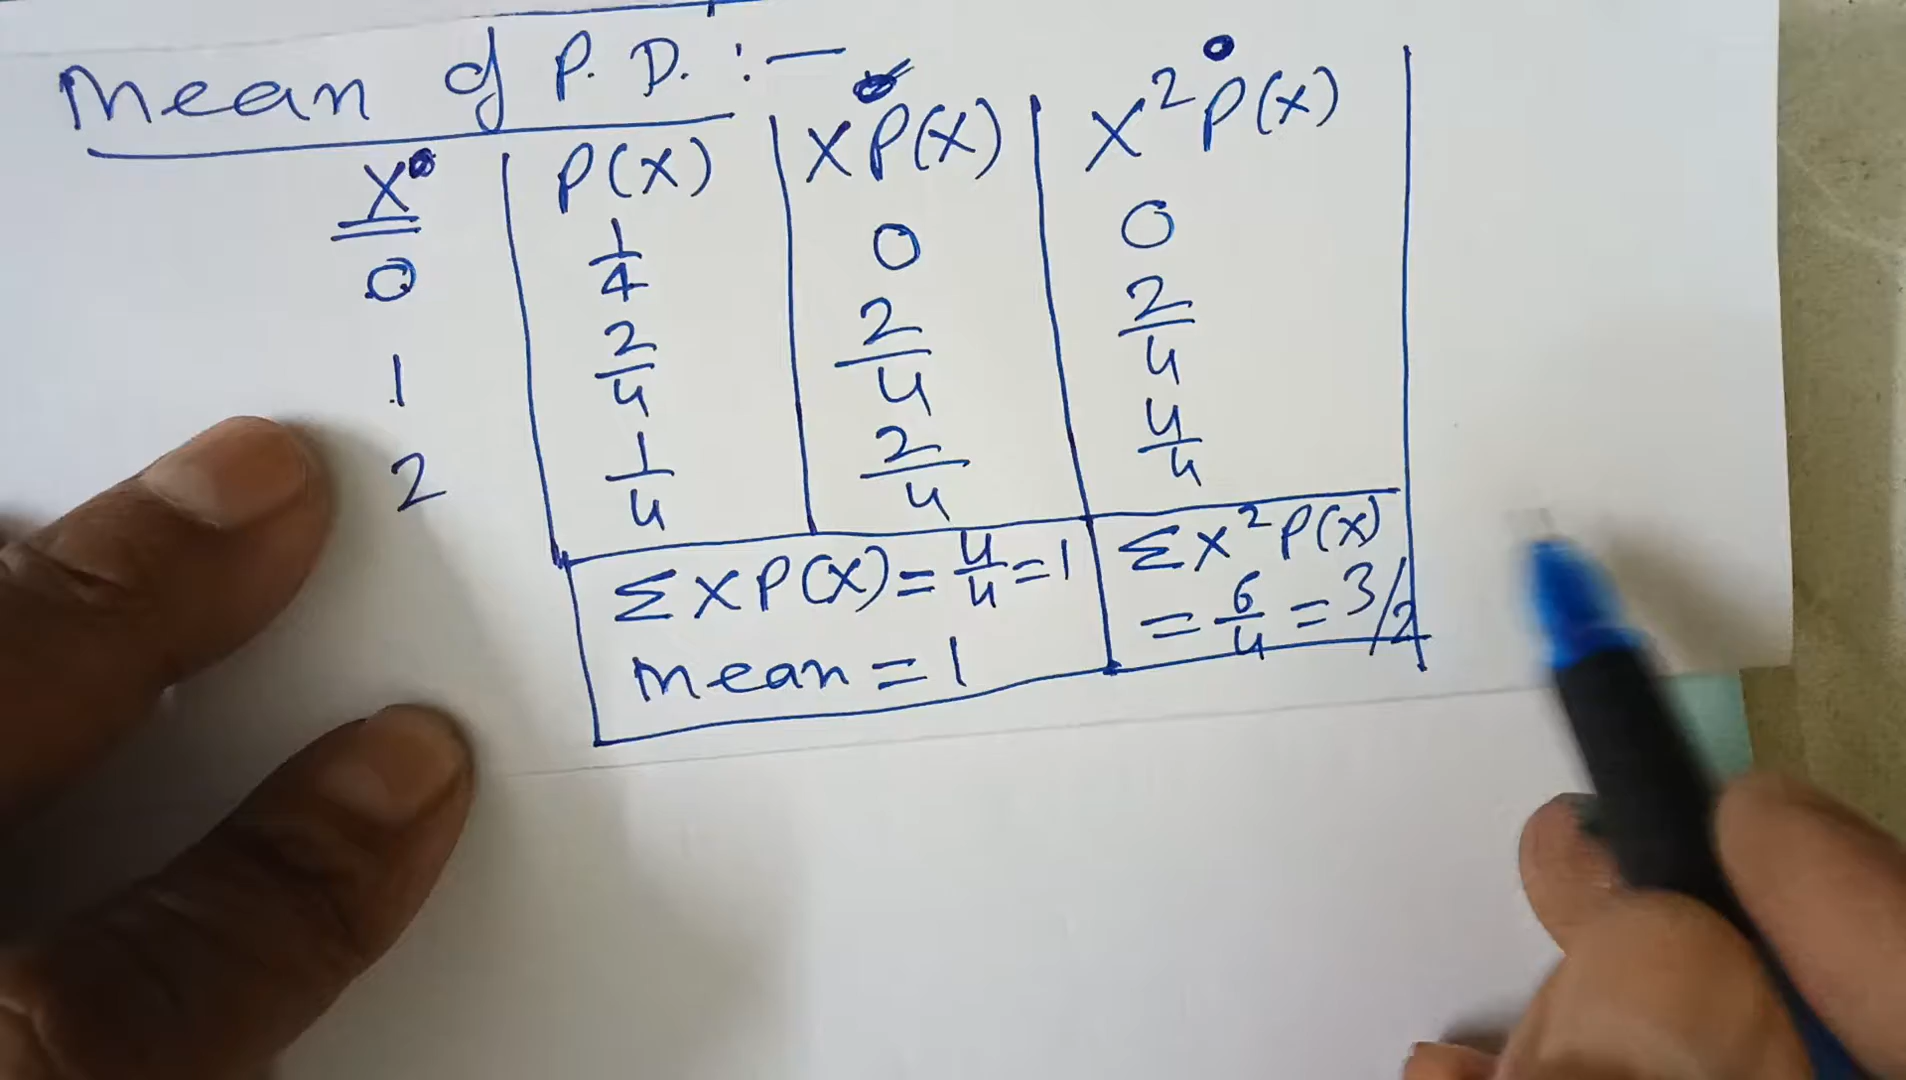 Mean of P.D. :—
X | P(X) | XP(X) | X²P(X)
0 | 1/4 | 0 | 0
1 | 2/4 | 2/4 | 2/4
2 | 1/4 | 2/4 | 4/4
ΣXP(X) = 4/4 = 1 | ΣX²P(X)
mean = 1 | = 6/4 = 3/2